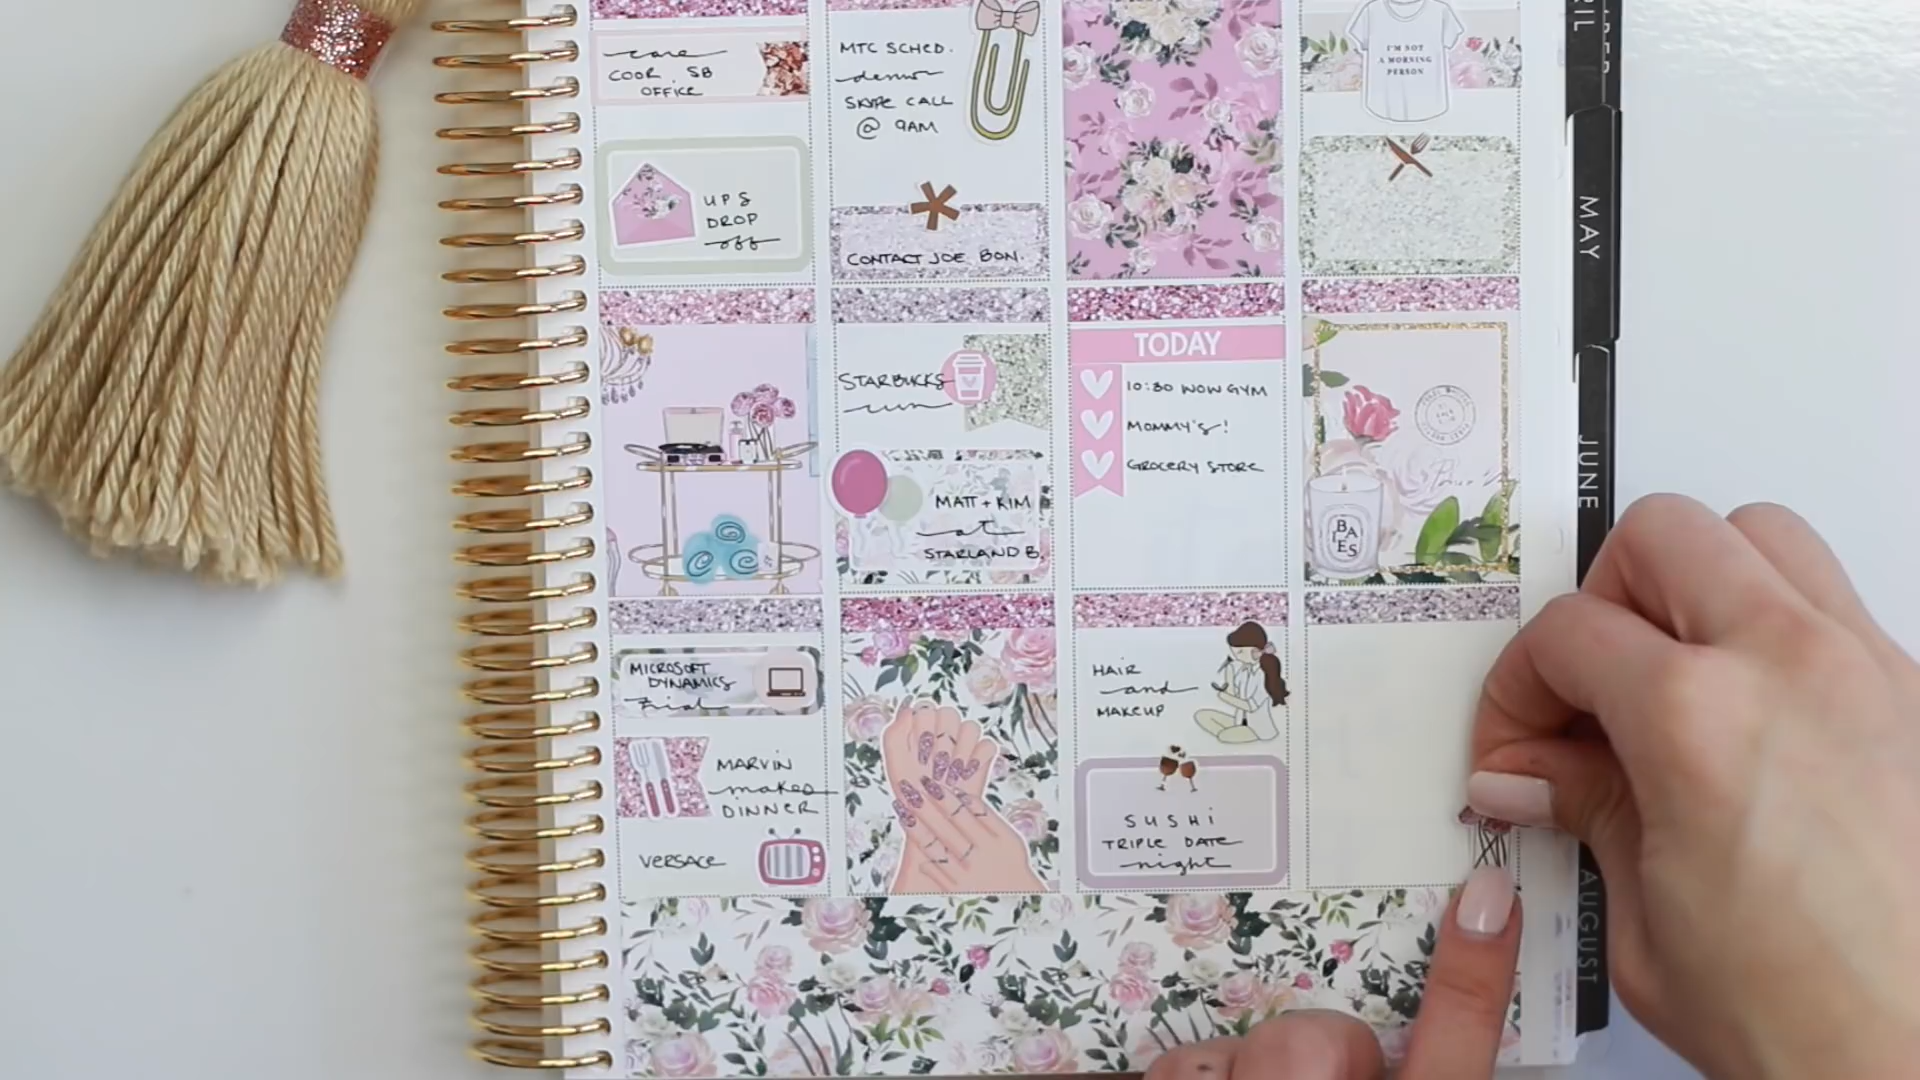 care
COOR. SB
OFFICE
UPS
DROP
off
MTC SCHED.
demo
SKYPE CALL
@ 9AM
CONTACT JOE BON.
I'M NOT
A MORNING
PERSON
STARBUCKS
run
MATT + KIM
at
STARLAND B.
TODAY
10:30 WOW GYM
MOMMY'S!
GROCERY STORE
BALES
MICROSOFT
DYNAMICS
trial
MARVIN
makes
DINNER
VERSACE
HAIR
and
MAKEUP
SUSHI
TRIPLE DATE
night
MAY
JUNE
AUGUST